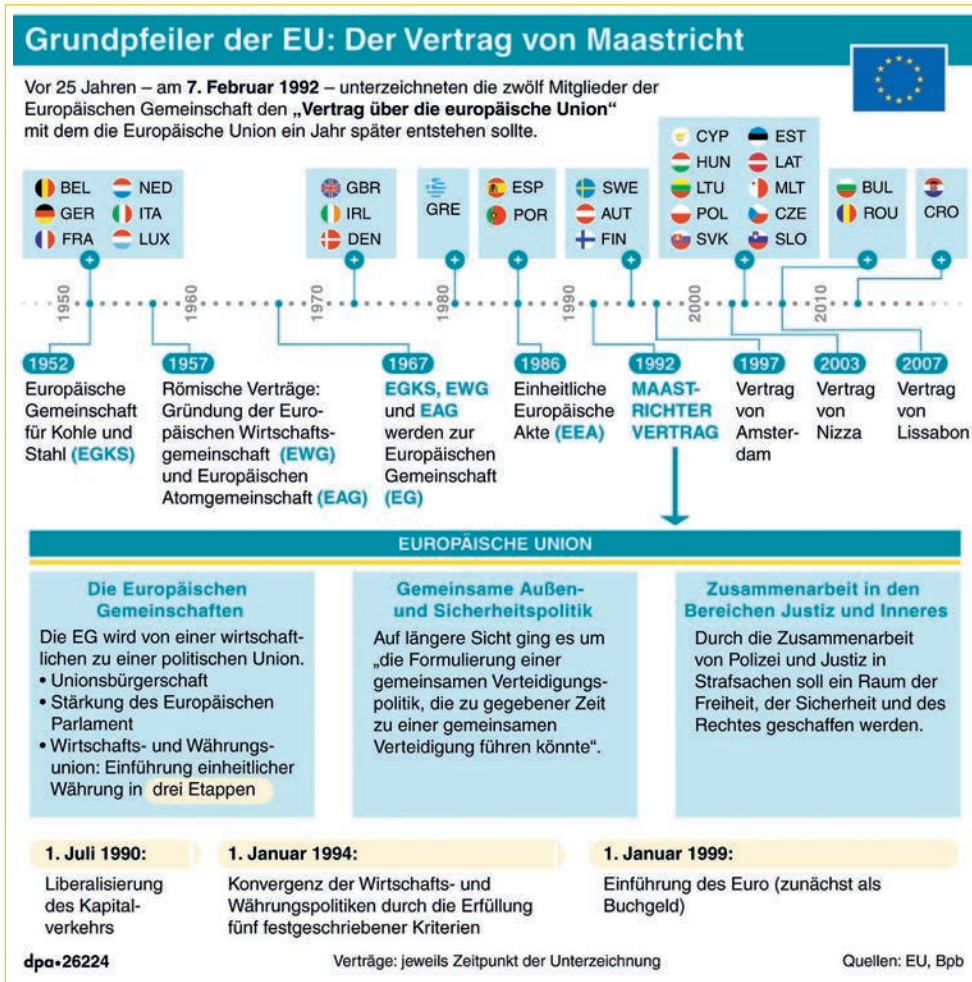 Grundpfeiler der EU: Der Vertrag von Maastricht
Vor 25 Jahren – am 7. Februar 1992 – unterzeichneten die zwölf Mitglieder der
Europäischen Gemeinschaft den „Vertrag über die europäische Union“
mit dem die Europäische Union ein Jahr später entstehen sollte.
BEL NED
GER ITA
FRA LUX
GBR
IRL
DEN
GRE
ESP
POR
SWE
AUT
FIN
CYP EST
HUN LAT
LTU MLT
POL CZE
SVK SLO
BUL
ROU
CRO
1950 1960 1970 1980 1990 2000 2010
1952
Europäische
Gemeinschaft
für Kohle und
Stahl (EGKS)
1957
Römische Verträge:
Gründung der Euro-
päischen Wirtschafts-
gemeinschaft (EWG)
und Europäischen
Atomgemeinschaft (EAG)
1967
EGKS, EWG
und EAG
werden zur
Europäischen
Gemeinschaft
(EG)
1986
Einheitliche
Europäische
Akte (EEA)
1992
MAAST-
RICHTER
VERTRAG
1997
Vertrag
von
Amster-
dam
2003
Vertrag
von
Nizza
2007
Vertrag
von
Lissabon
EUROPÄISCHE UNION
Die Europäischen
Gemeinschaften
Die EG wird von einer wirtschaft-
lichen zu einer politischen Union.
• Unionsbürgerschaft
• Stärkung des Europäischen
Parlament
• Wirtschafts- und Währungs-
union: Einführung einheitlicher
Währung in drei Etappen
Gemeinsame Außen-
und Sicherheitspolitik
Auf längere Sicht ging es um
„die Formulierung einer
gemeinsamen Verteidigungs-
politik, die zu gegebener Zeit
zu einer gemeinsamen
Verteidigung führen könnte“.
Zusammenarbeit in den
Bereichen Justiz und Inneres
Durch die Zusammenarbeit
von Polizei und Justiz in
Strafsachen soll ein Raum der
Freiheit, der Sicherheit und des
Rechtes geschaffen werden.
1. Juli 1990:
Liberalisierung
des Kapital-
verkehrs
1. Januar 1994:
Konvergenz der Wirtschafts- und
Währungspolitiken durch die Erfüllung
fünf festgeschriebener Kriterien
1. Januar 1999:
Einführung des Euro (zunächst als
Buchgeld)
dpa•26224
Verträge: jeweils Zeitpunkt der Unterzeichnung
Quellen: EU, Bpb